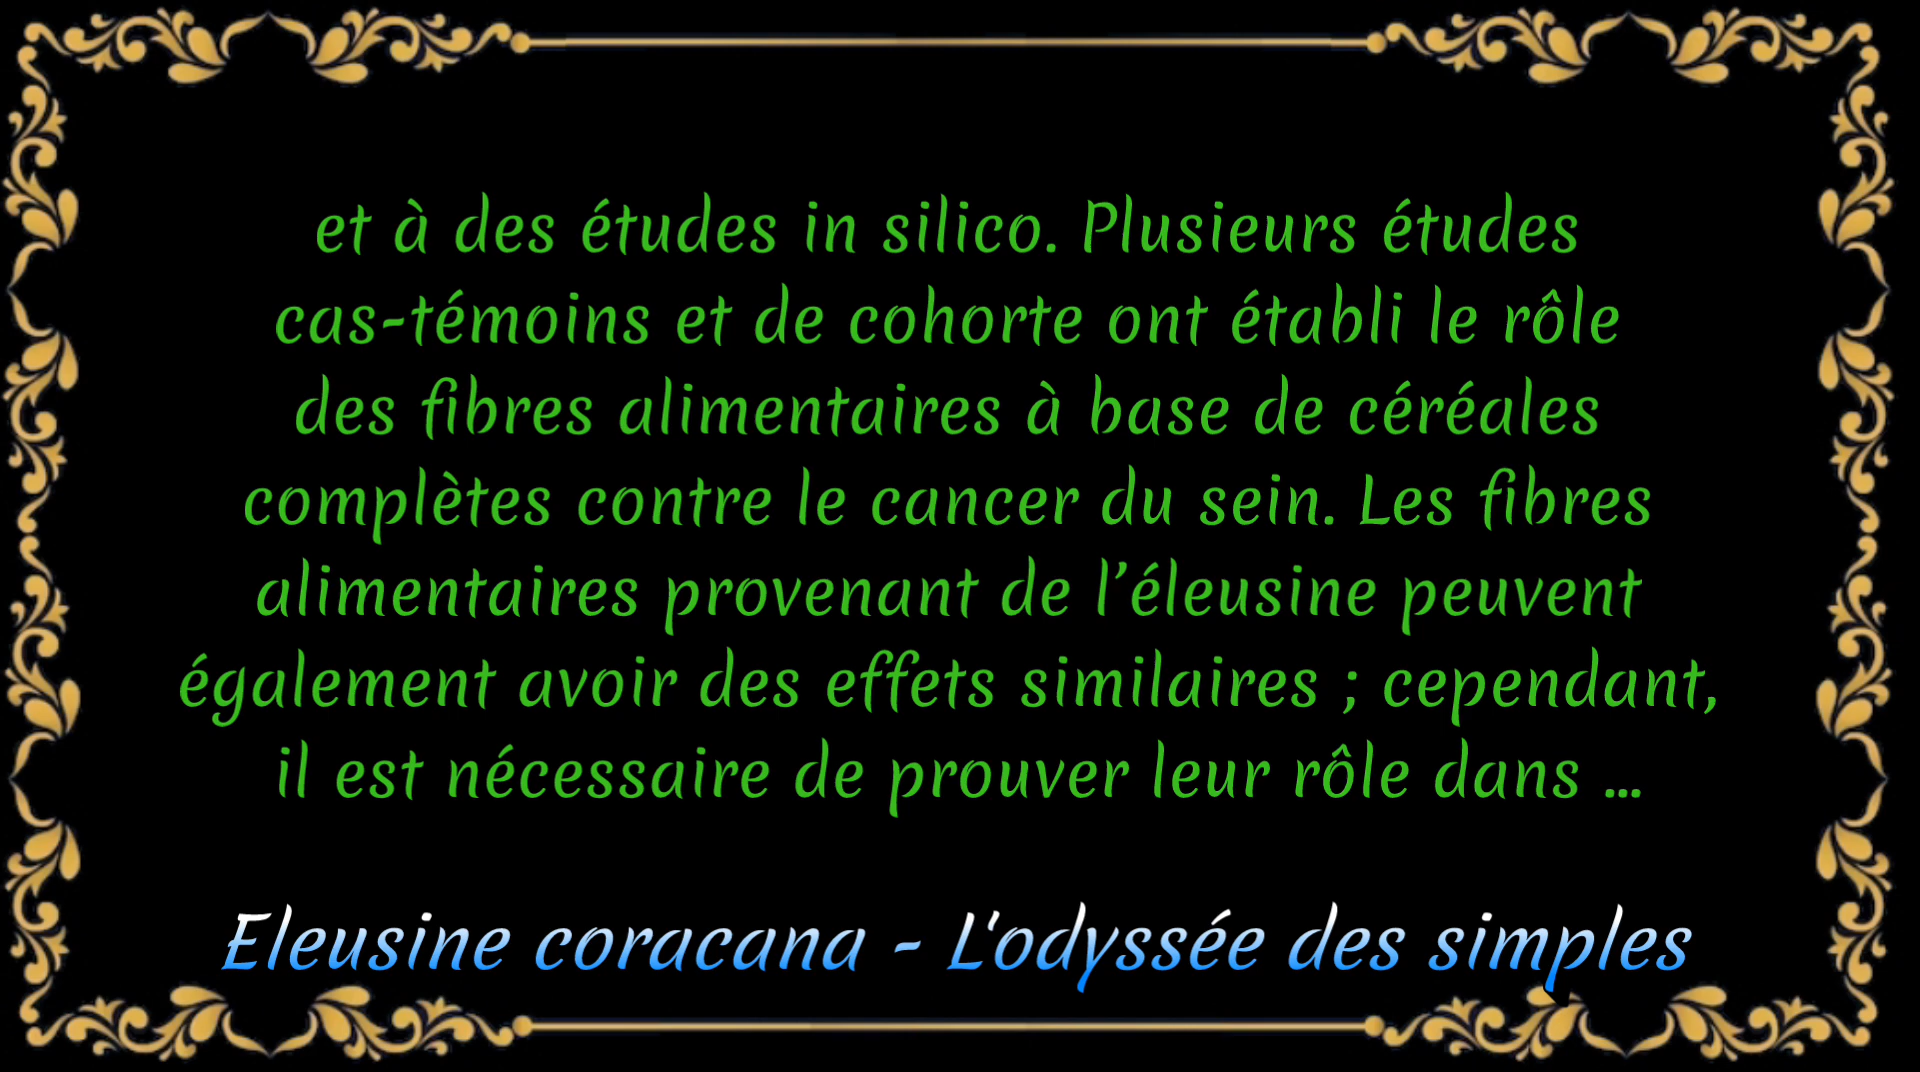 et à des études in silico. Plusieurs études
cas-témoins et de cohorte ont établi le rôle
des fibres alimentaires à base de céréales
complètes contre le cancer du sein. Les fibres
alimentaires provenant de l’éleusine peuvent
également avoir des effets similaires ; cependant,
il est nécessaire de prouver leur rôle dans ...
Eleusine coracana - L'odyssée des simples